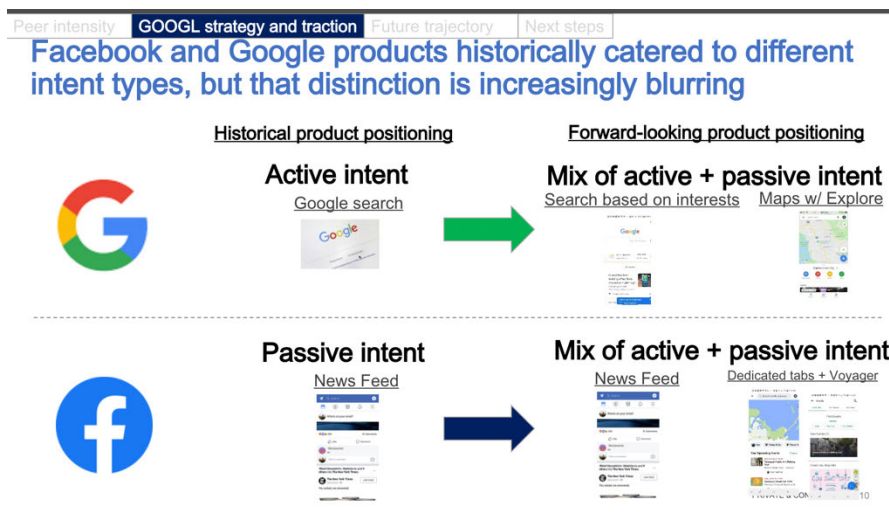 Peer intensity GOOGL strategy and traction Future trajectory Next steps
Facebook and Google products historically catered to different
intent types, but that distinction is increasingly blurring
Historical product positioning
Forward-looking product positioning
Active intent
Google search
Google
Mix of active + passive intent
Search based on interests
Maps w/ Explore
Google
Passive intent
News Feed
Mix of active + passive intent
News Feed
Dedicated tabs + Voyager
PRIVATE & CON
10